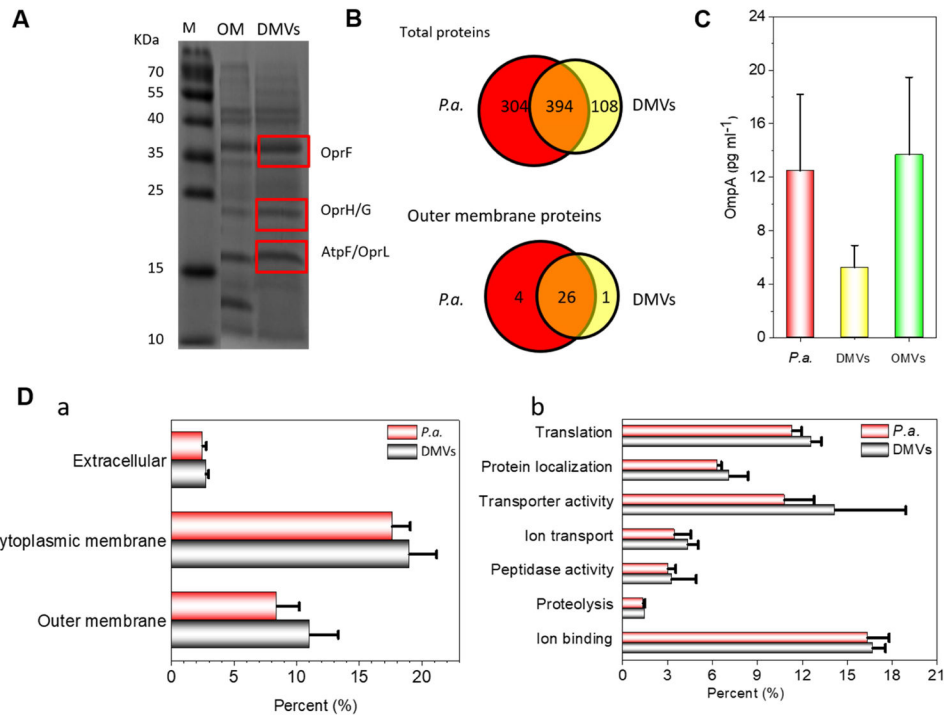 A
M OM DMVs
KDa
70
55
40
35
25
15
10
OprF
OprH/G
AtpF/OprL
B
Total proteins
P.a. 304 394 108 DMVs
Outer membrane proteins
P.a. 4 26 1 DMVs
C
OmpA (pg ml-1)
24
20
16
12
8
4
0
P.a. DMVs OMVs
D
a
P.a.
DMVs
Extracellular
ytoplasmic membrane
Outer membrane
0 5 10 15 20
Percent (%)
b
P.a.
DMVs
Translation
Protein localization
Transporter activity
Ion transport
Peptidase activity
Proteolysis
Ion binding
0 3 6 9 12 15 18 21
Percent (%)